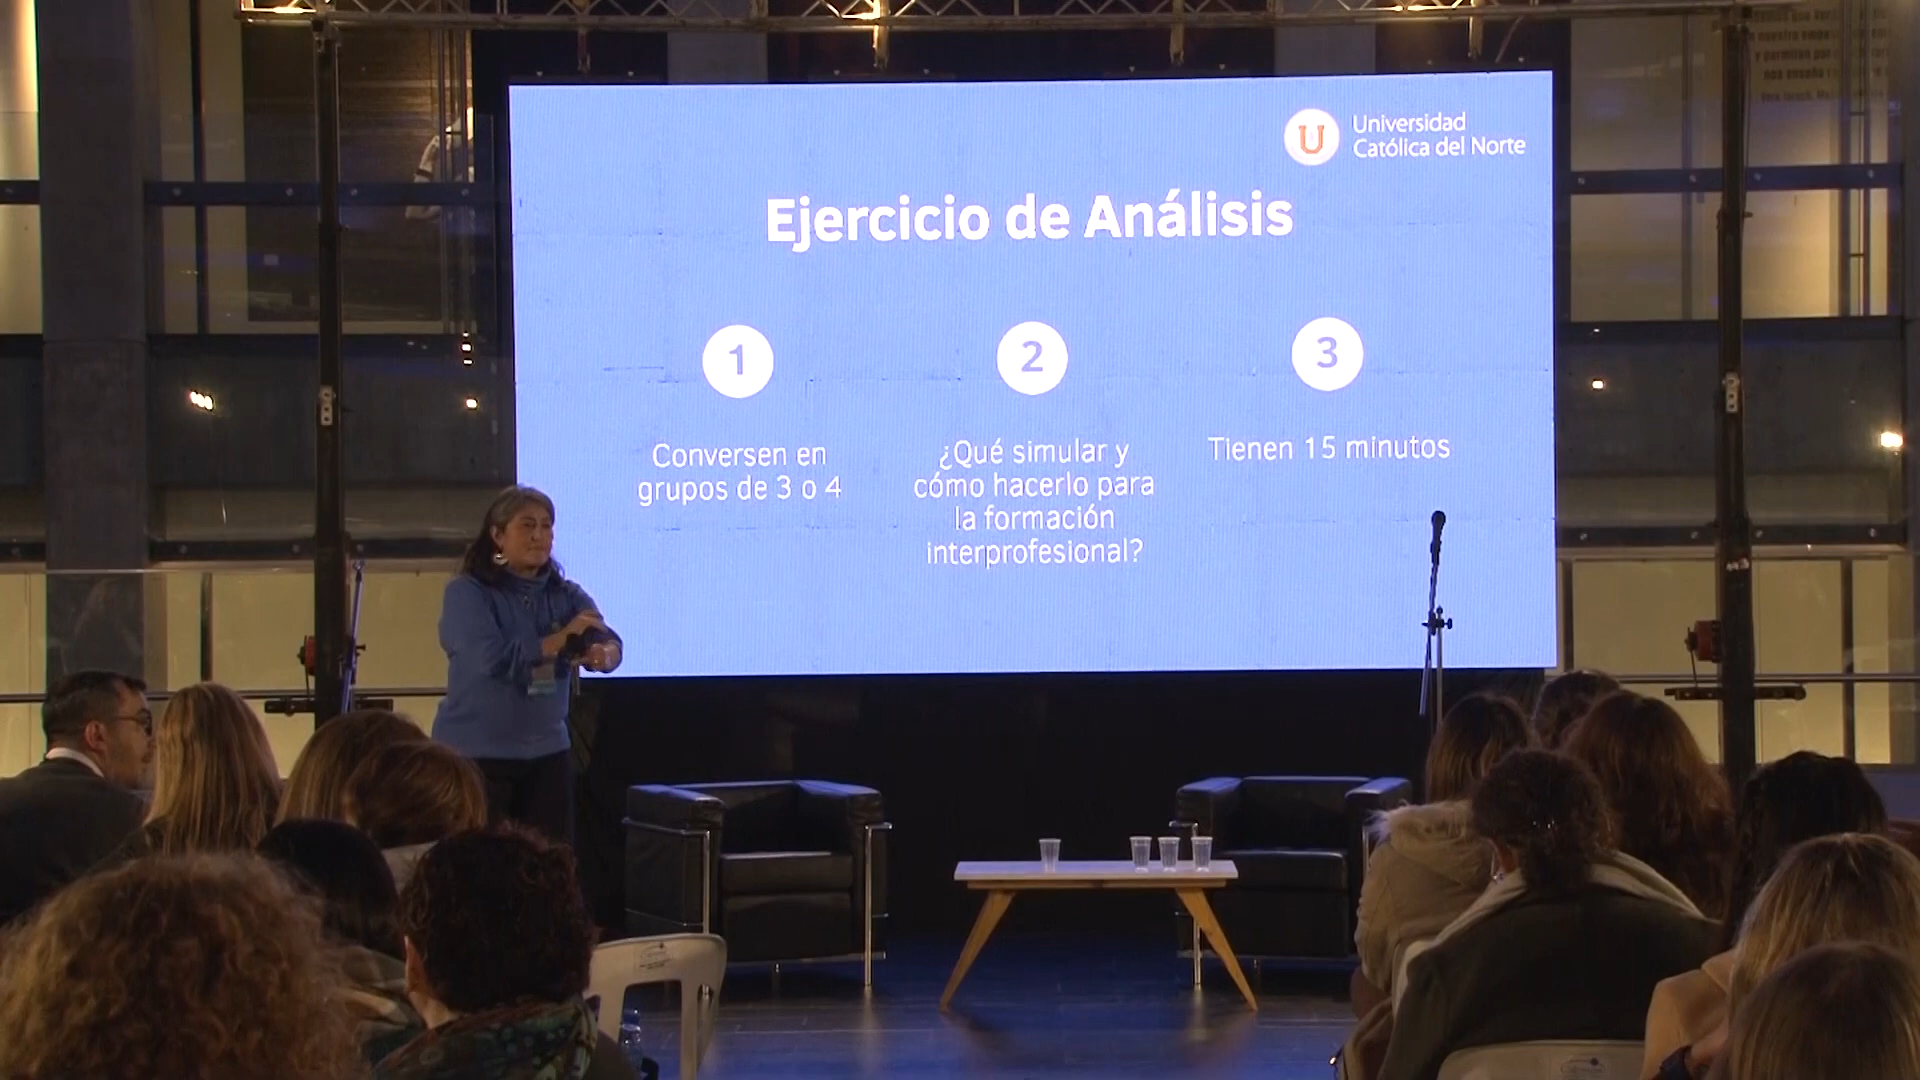 Universidad
Católica del Norte
Ejercicio de Análisis
1
Conversen en
grupos de 3 o 4
2
¿Qué simular y
cómo hacerlo para
la formación
interprofesional?
3
Tienen 15 minutos